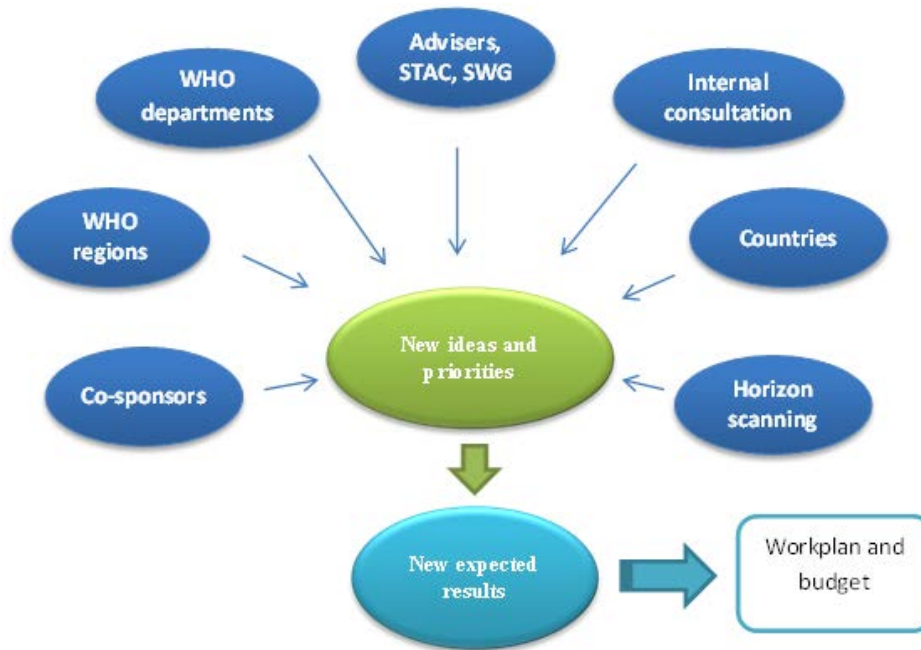 Advisers,
STAC, SWG
WHO
departments
Internal
consultation
WHO
regions
Countries
New ideas and
priorities
Co-sponsors
Horizon
scanning
New expected
results
Workplan and
budget